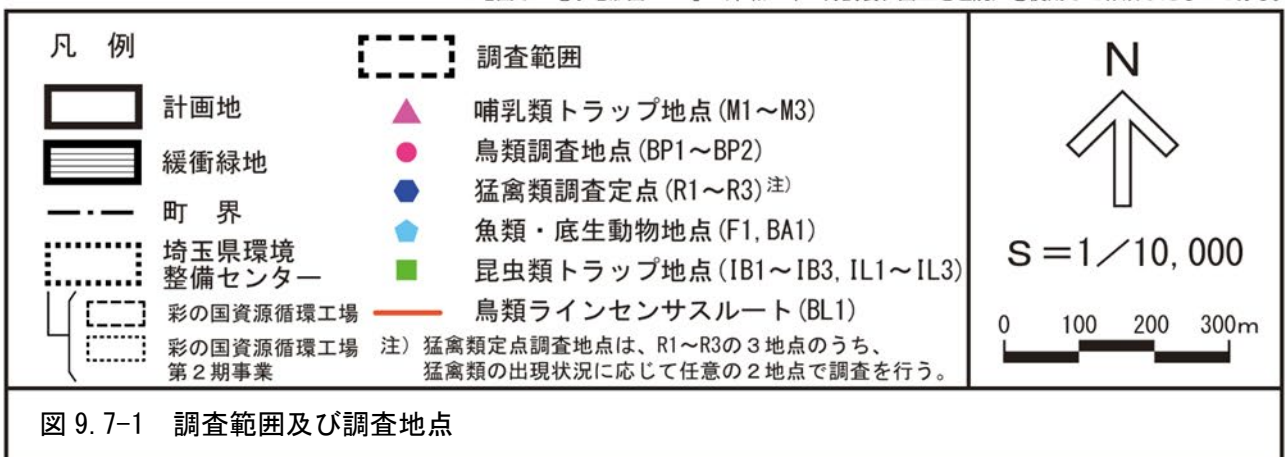 凡　例
計画地
緩衝緑地
町　界
埼玉県環境
整備センター
彩の国資源循環工場
彩の国資源循環工場
第２期事業
調査範囲
哺乳類トラップ地点(M1～M3)
鳥類調査地点(BP1～BP2)
猛禽類調査定点(R1～R3)注)
魚類・底生動物地点(F1,BA1)
昆虫類トラップ地点(IB1～IB3,IL1～IL3)
鳥類ラインセンサスルート(BL1)
注) 猛禽類定点調査地点は、R1～R3の３地点のうち、
猛禽類の出現状況に応じて任意の２地点で調査を行う。
N
S＝1／10,000
0 100 200 300m
図 9.7-1　調査範囲及び調査地点